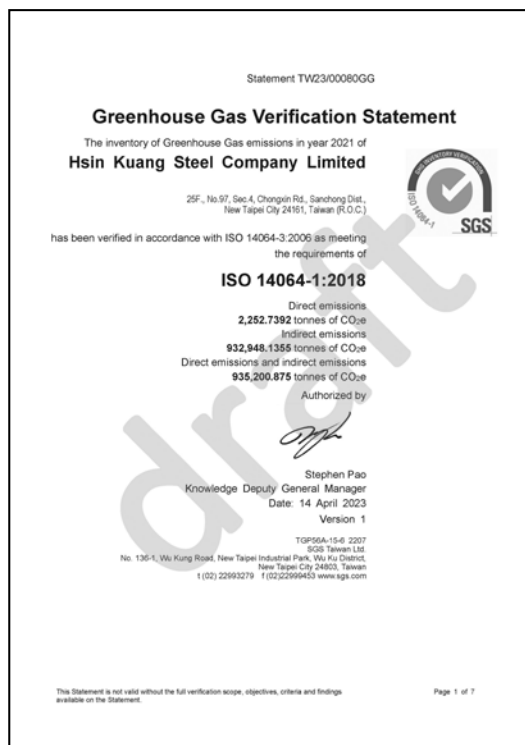 Statement TW23/00080GG
Greenhouse Gas Verification Statement
The inventory of Greenhouse Gas emissions in year 2021 of
Hsin Kuang Steel Company Limited
GHG INVENTORY VERIFICATION
ISO 14064-1
SGS
25F., No.97, Sec.4, Chongxin Rd., Sanchong Dist.,
New Taipei City 24161, Taiwan (R.O.C.)
has been verified in accordance with ISO 14064-3:2006 as meeting
the requirements of
ISO 14064-1:2018
Direct emissions
2,252.7392 tonnes of CO₂e
Indirect emissions
932,948.1355 tonnes of CO₂e
Direct emissions and indirect emissions
935,200.875 tonnes of CO₂e
Authorized by
draft
Stephen Pao
Knowledge Deputy General Manager
Date: 14 April 2023
Version 1
TGP56A-15-6 2207
SGS Taiwan Ltd.
No. 136-1, Wu Kung Road, New Taipei Industrial Park, Wu Ku District,
New Taipei City 24803, Taiwan
t (02) 22993279 f (02)22999453 www.sgs.com
This Statement is not valid without the full verification scope, objectives, criteria and findings
available on the Statement.
Page 1 of 7